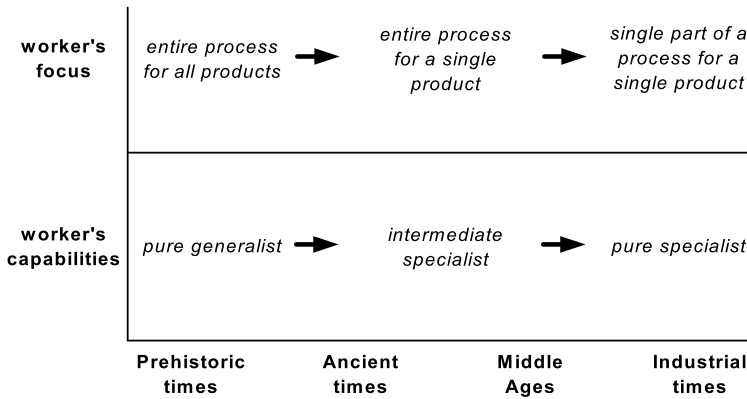 worker's
focus
entire process
for all products
entire process
for a single
product
single part of a
process for a
single product
worker's
capabilities
pure generalist
intermediate
specialist
pure specialist
Prehistoric
times
Ancient
times
Middle
Ages
Industrial
times